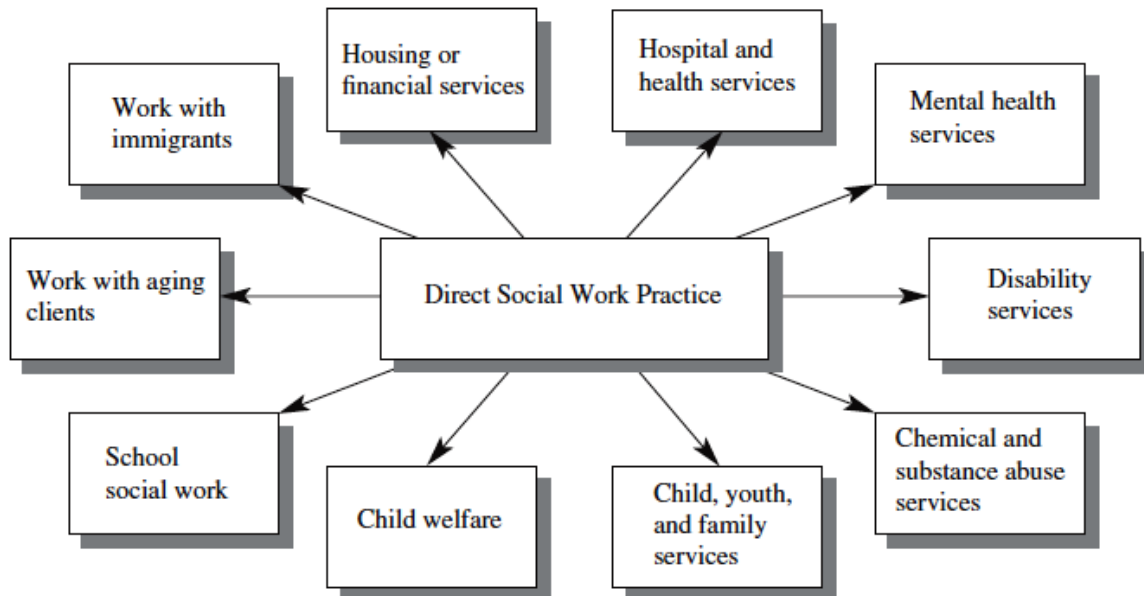 Housing or
financial services
Hospital and
health services
Work with
immigrants
Mental health
services
Work with aging
clients
Direct Social Work Practice
Disability
services
School
social work
Child welfare
Child, youth,
and family
services
Chemical and
substance abuse
services